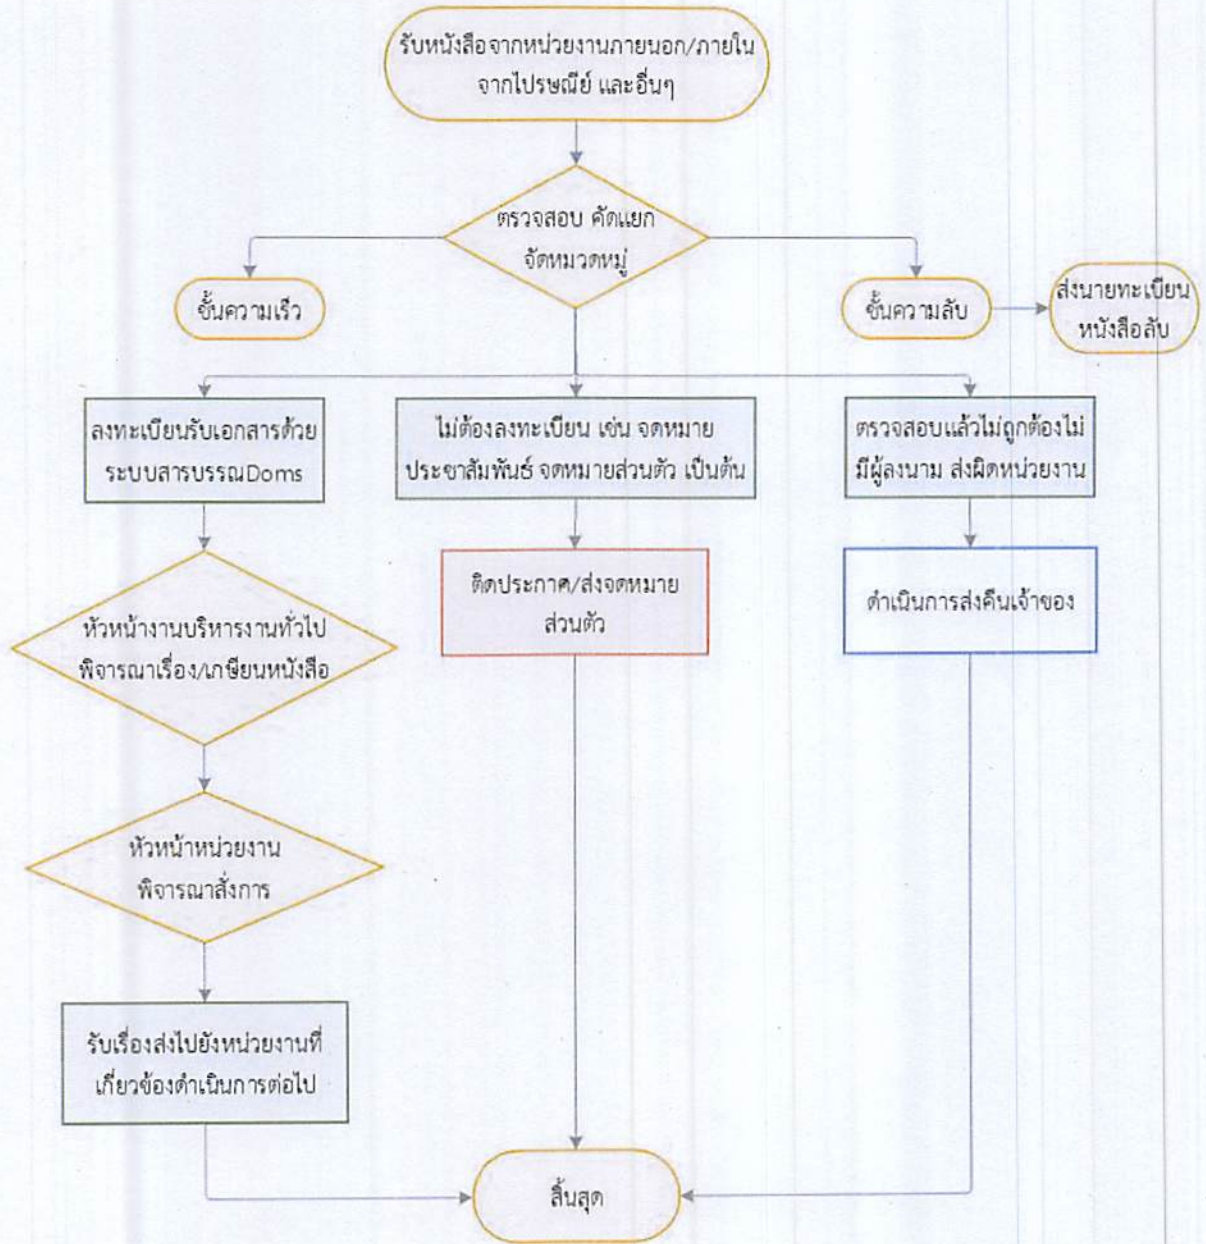 รับหนังสือจากหน่วยงานภายนอก/ภายใน
จากไปรษณีย์ และอื่นๆ
ตรวจสอบ คัดแยก
จัดหมวดหมู่
ชั้นความเร็ว
ชั้นความลับ
ส่งนายทะเบียน
หนังสือลับ
ลงทะเบียนรับเอกสารด้วย
ระบบสารบรรณDoms
ไม่ต้องลงทะเบียน เช่น จดหมาย
ประชาสัมพันธ์ จดหมายส่วนตัว เป็นต้น
ตรวจสอบแล้วไม่ถูกต้องไม่
มีผู้ลงนาม ส่งผิดหน่วยงาน
หัวหน้างานบริหารงานทั่วไป
พิจารณาเรื่อง/เกษียนหนังสือ
ติดประกาศ/ส่งจดหมาย
ส่วนตัว
ดำเนินการส่งคืนเจ้าของ
หัวหน้าหน่วยงาน
พิจารณาสั่งการ
รับเรื่องส่งไปยังหน่วยงานที่
เกี่ยวข้องดำเนินการต่อไป
สิ้นสุด